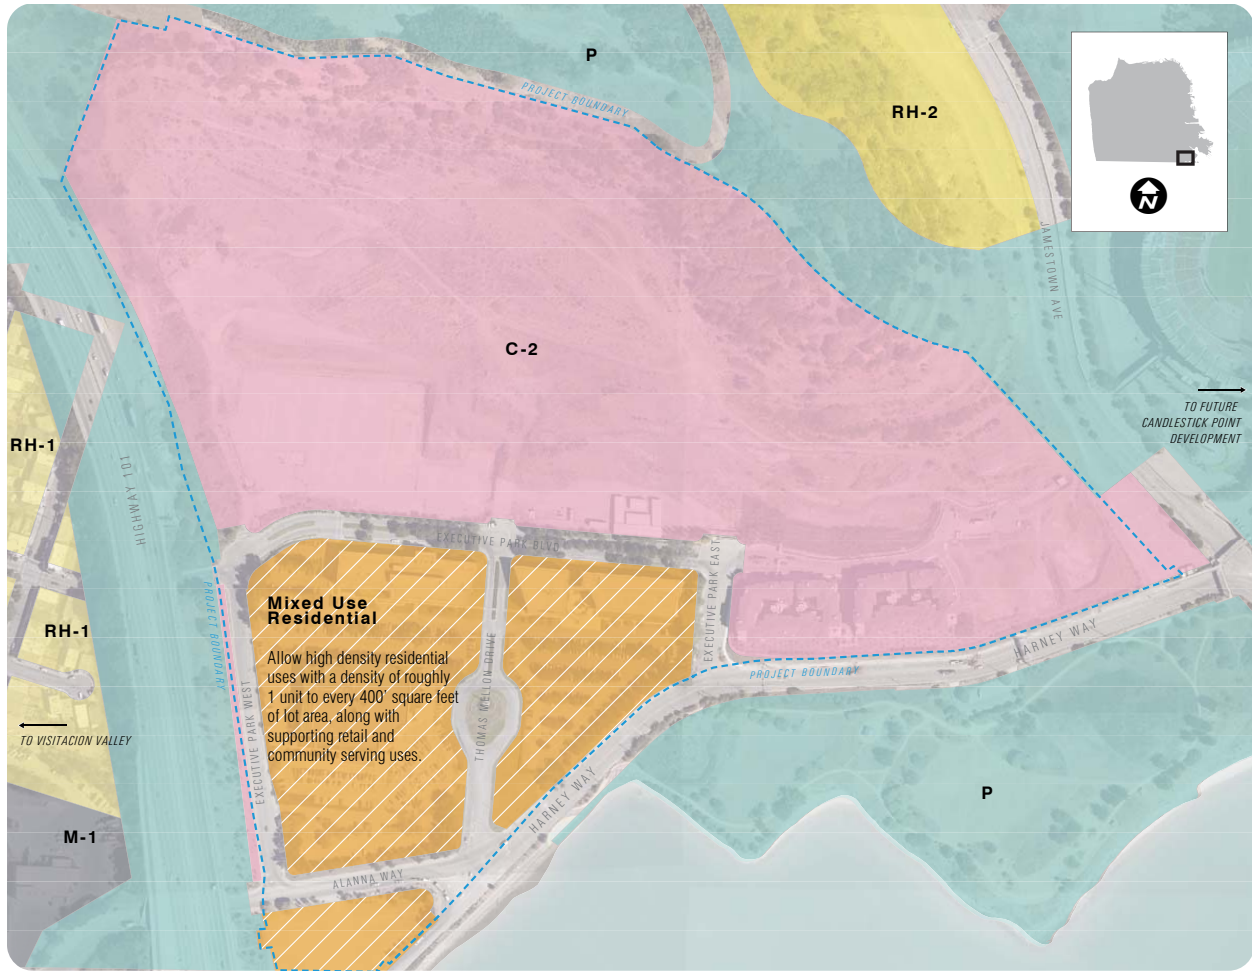 P
PROJECT BOUNDARY
RH-2
N
JAMESTOWN AVE
C-2
TO FUTURE
CANDLESTICK POINT
DEVELOPMENT
RH-1
HIGHWAY 101
EXECUTIVE PARK BLVD
EXECUTIVE PARK EAST
PROJECT BOUNDARY
Mixed Use
Residential
Allow high density residential
uses with a density of roughly
1 unit to every 400' square feet
of lot area, along with
supporting retail and
community serving uses.
RH-1
HARNEY WAY
PROJECT BOUNDARY
THOMAS MELLON DRIVE
EXECUTIVE PARK WEST
TO VISITACION VALLEY
HARNEY WAY
P
M-1
ALANNA WAY